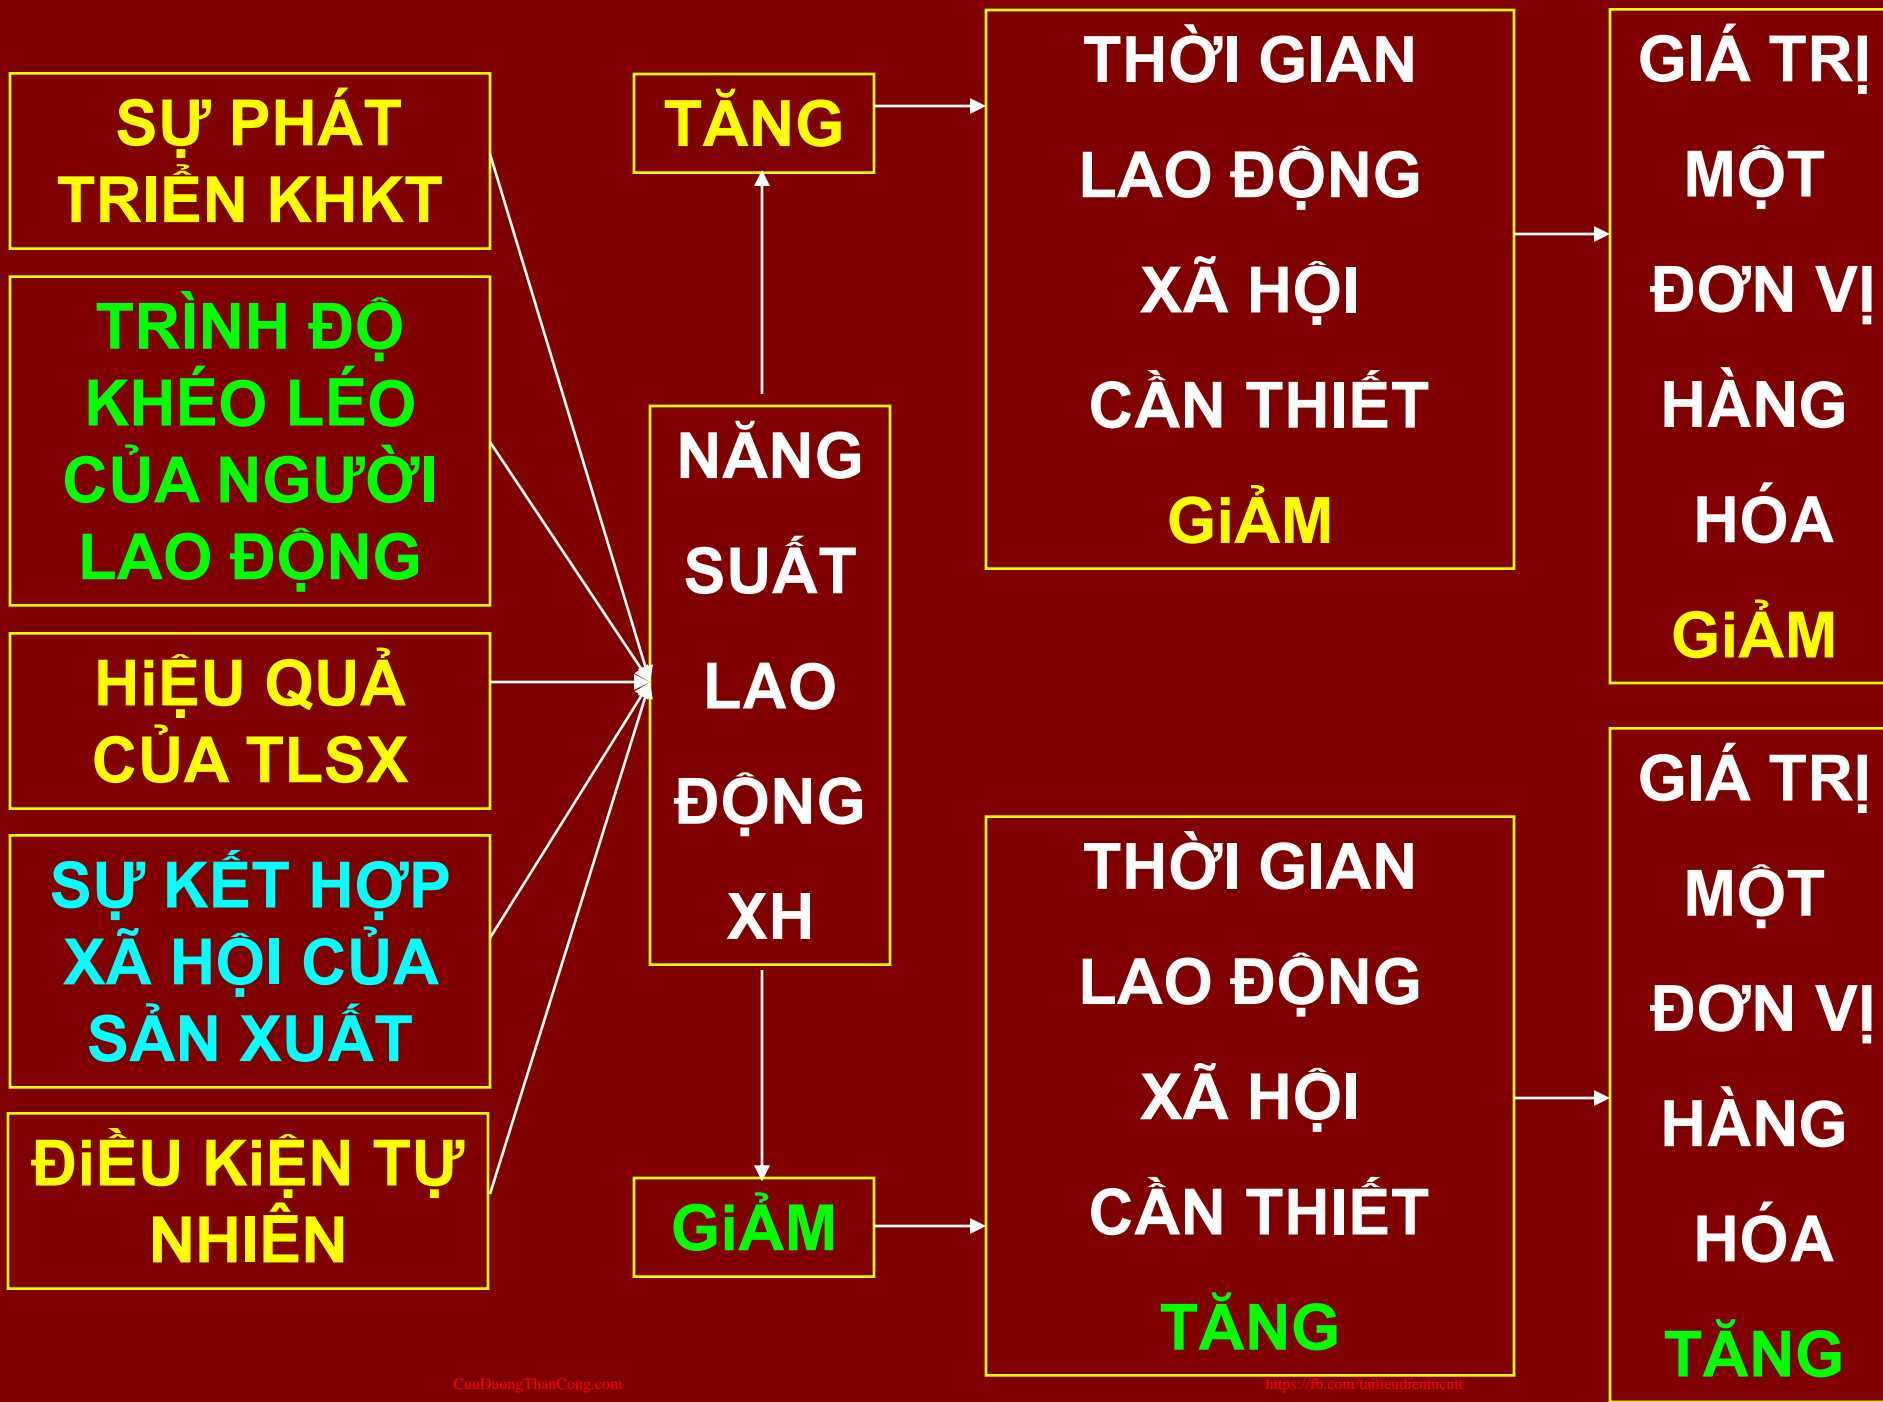 SỰ PHÁT
TRIỂN KHKT
TRÌNH ĐỘ
KHÉO LÉO
CỦA NGƯỜI
LAO ĐỘNG
HiỆU QUẢ
CỦA TLSX
SỰ KẾT HỢP
XÃ HỘI CỦA
SẢN XUẤT
ĐiỀU KiỆN TỰ
NHIÊN
TĂNG
NĂNG
SUẤT
LAO
ĐỘNG
XH
GiẢM
THỜI GIAN
LAO ĐỘNG
XÃ HỘI
CẦN THIẾT
GiẢM
GIÁ TRỊ
MỘT
ĐƠN VỊ
HÀNG
HÓA
GiẢM
THỜI GIAN
LAO ĐỘNG
XÃ HỘI
CẦN THIẾT
TĂNG
GIÁ TRỊ
MỘT
ĐƠN VỊ
HÀNG
HÓA
TĂNG
CuuDuongThanCong.com
https://fb.com/tailieudientucntt